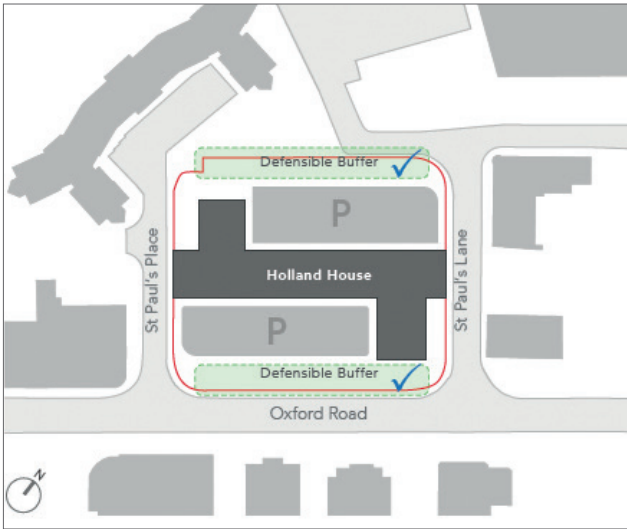 Defensible Buffer
P
St Paul's Place
Holland House
St Paul's Lane
P
Defensible Buffer
Oxford Road
N